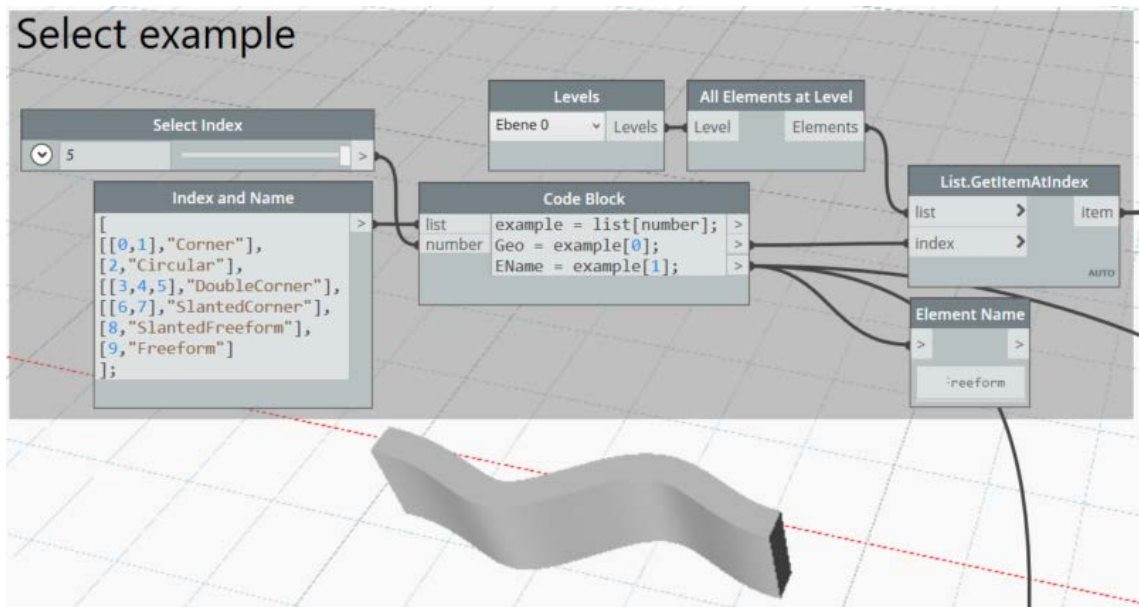 Select example
Levels
Ebene 0
Levels
All Elements at Level
Level
Elements
Select Index
5
>
Index and Name
[
>
[[0,1],"Corner"],
[2,"Circular"],
[[3,4,5],"DoubleCorner"],
[[6,7],"SlantedCorner"],
[8,"SlantedFreeform"],
[9,"Freeform"]
];
Code Block
list
example = list[number];
>
number
Geo = example[0];
>
EName = example[1];
>
List.GetItemAtIndex
list
>
item
index
>
AUTO
Element Name
>
>
reeform